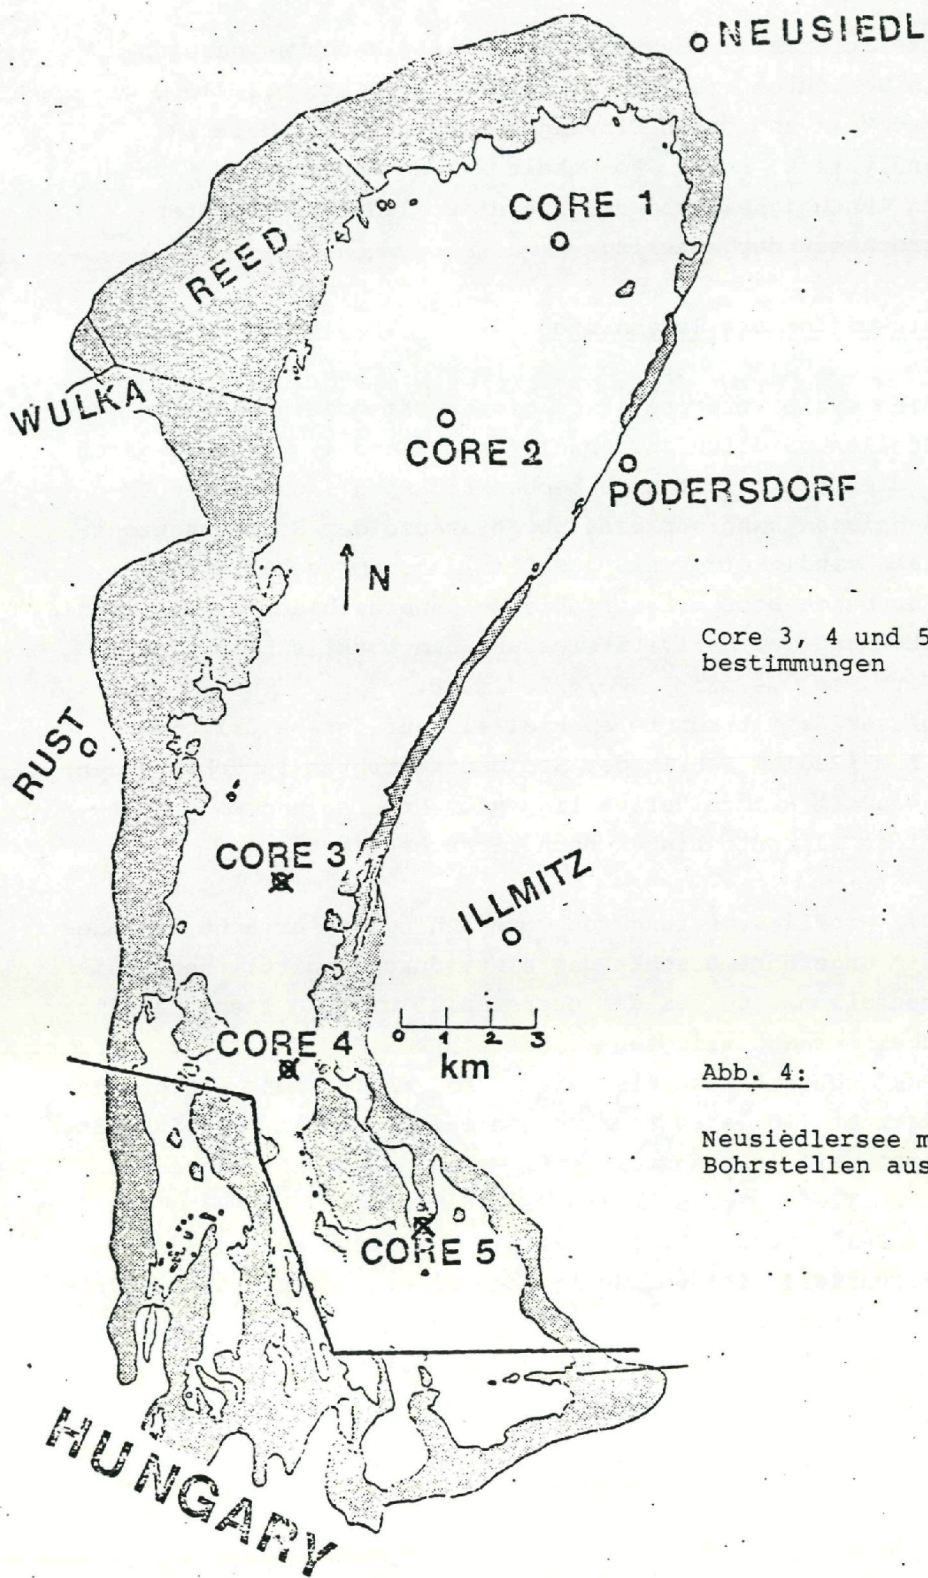 NEUSIEDL
CORE 1
REED
WULKA
CORE 2
PODERSDORF
N
Core 3, 4 und 5
bestimmungen
RUST
CORE 3
ILLMITZ
0 1 2 3
km
CORE 4
Abb. 4:
Neusiedlersee
Bohrstellen aus
CORE 5
HUNGARY